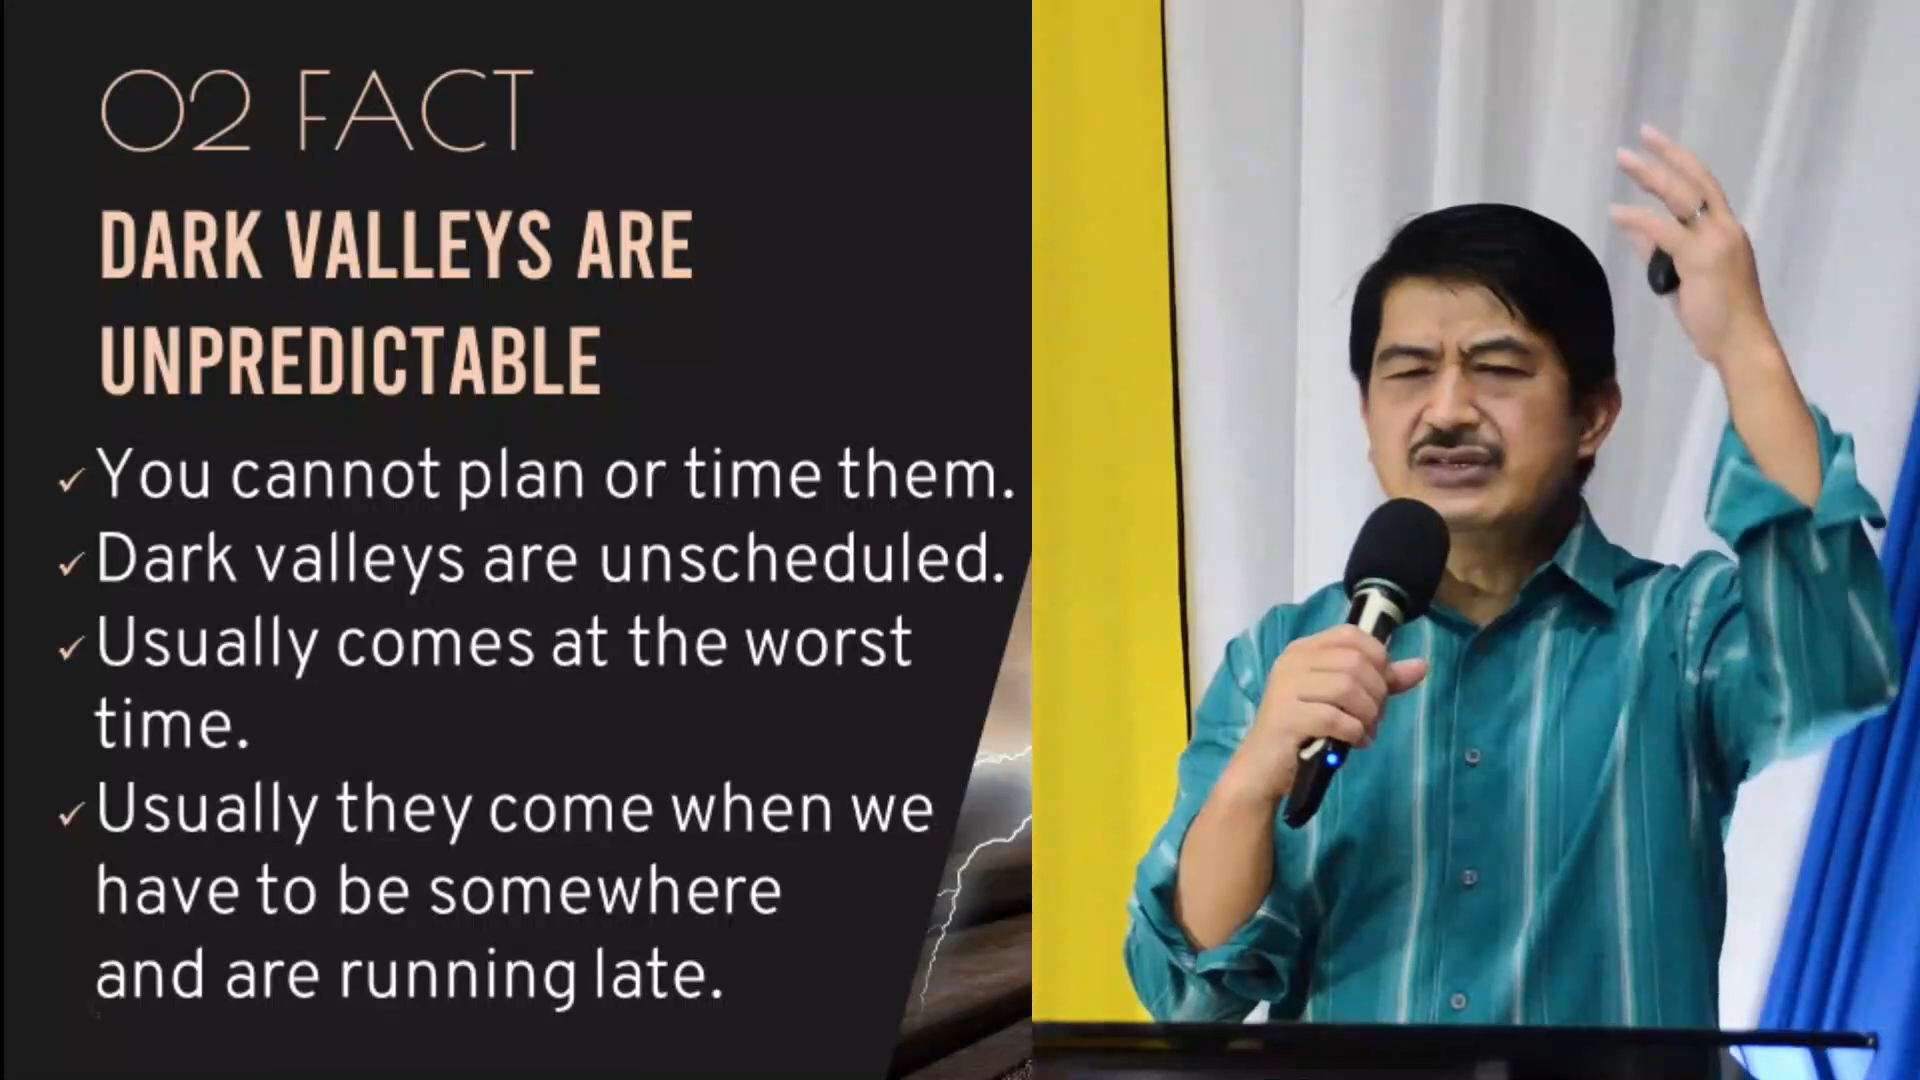 02 FACT
DARK VALLEYS ARE
UNPREDICTABLE
✓ You cannot plan or time them.
✓ Dark valleys are unscheduled.
✓ Usually comes at the worst
time.
✓ Usually they come when we
have to be somewhere
and are running late.